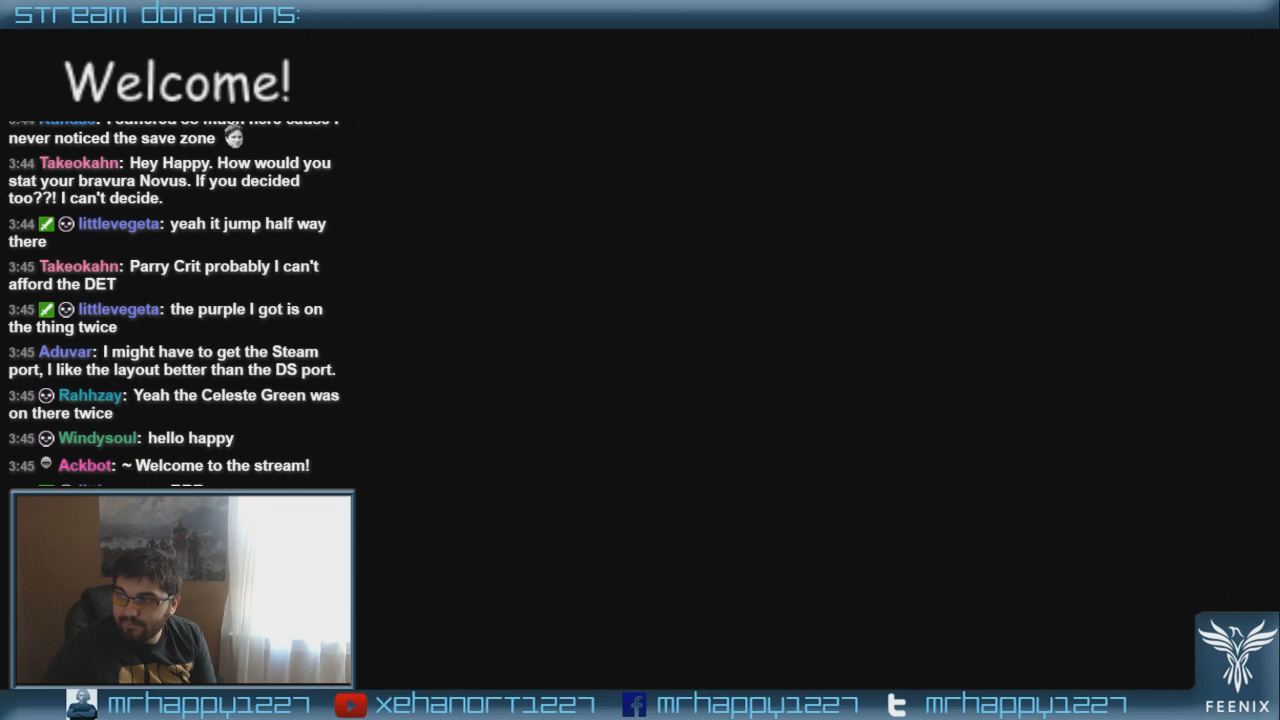 STREAM DONATIONS:
Welcome!
never noticed the save zone
3:44 Takeokahn: Hey Happy. How would you
stat your bravura Novus. If you decided
too??! I can't decide.
3:44 littlevegeta: yeah it jump half way
there
3:45 Takeokahn: Parry Crit probably I can't
afford the DET
3:45 littlevegeta: the purple I got is on
the thing twice
3:45 Aduvar: I might have to get the Steam
port, I like the layout better than the DS port.
3:45 Rahhzay: Yeah the Celeste Green was
on there twice
3:45 Windysoul: hello happy
3:45 Ackbot: ~ Welcome to the stream!
mrhappy1227 xehanort1227 mrhappy1227 mrhappy1227
FEENIX